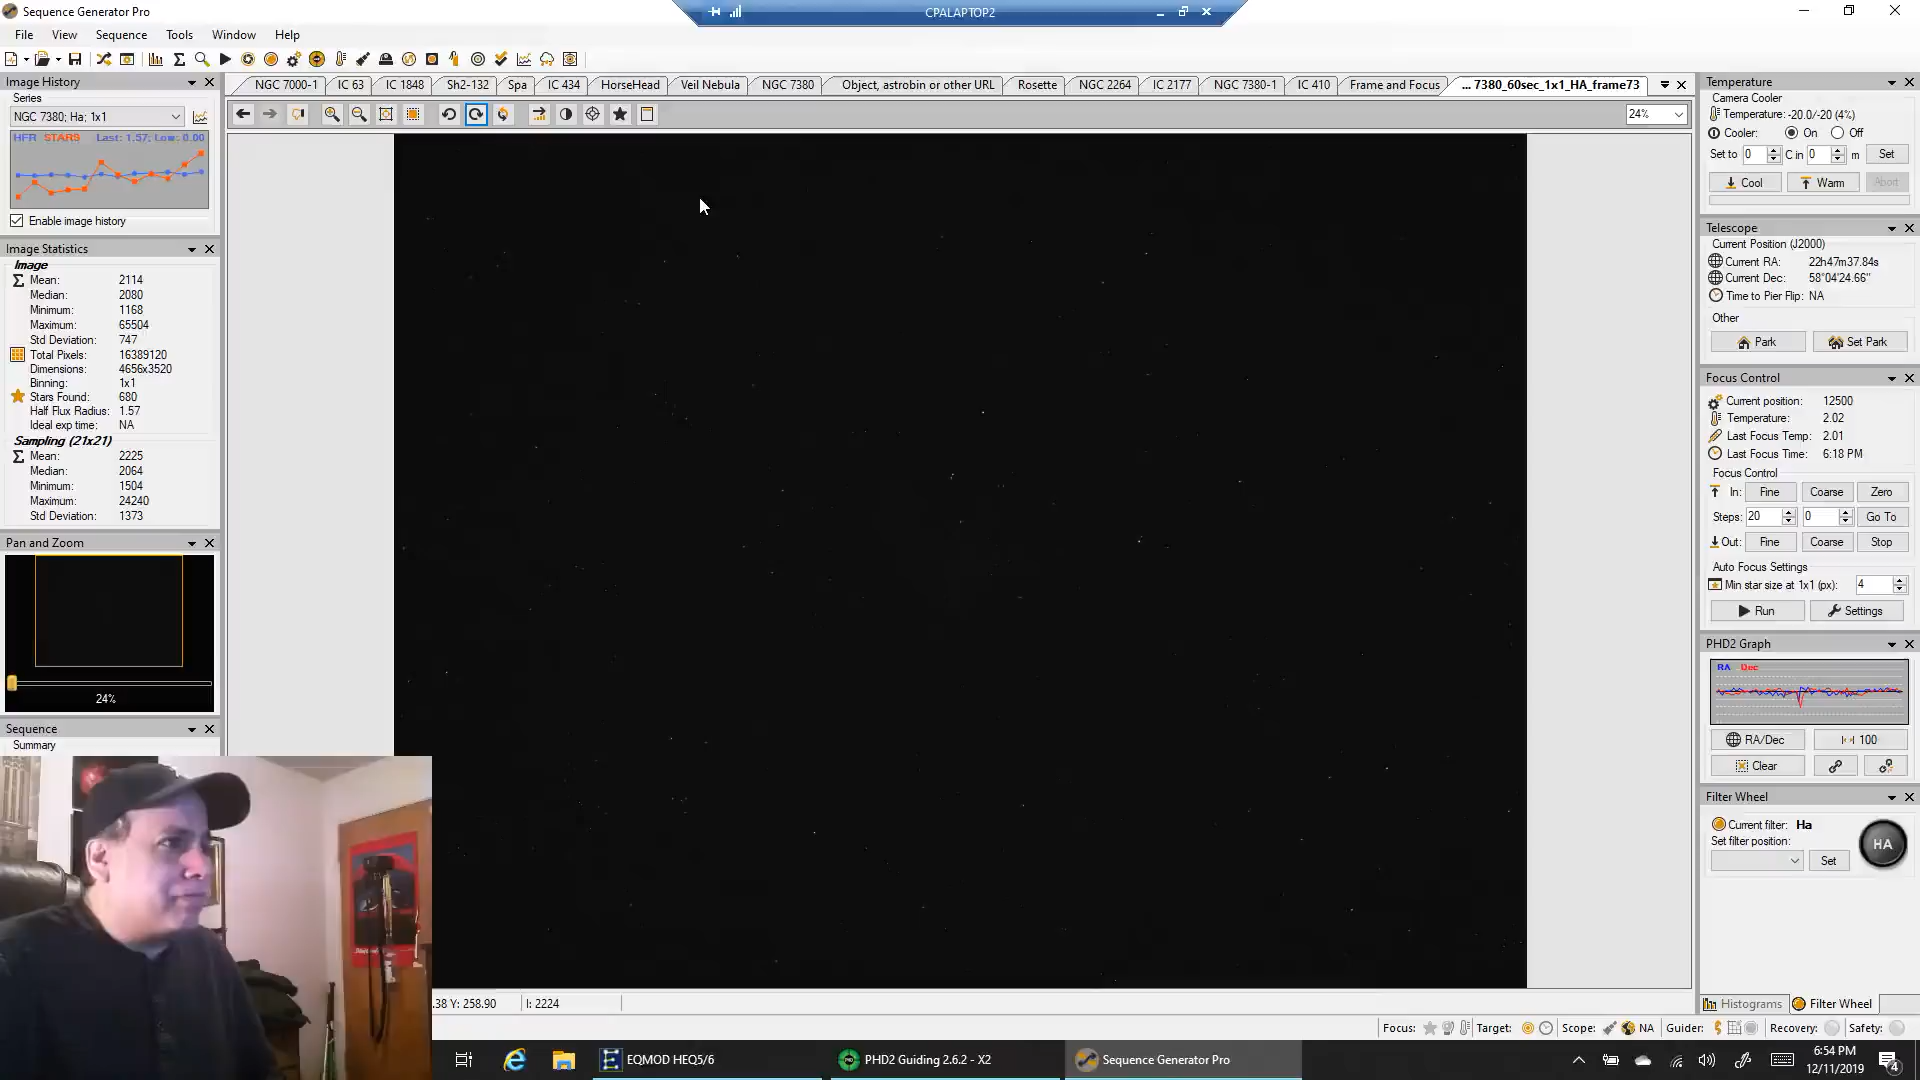 Sequence Generator Pro
CPALAPTOP2
File View Sequence Tools Window Help
Image History
Series
NGC 7380; Ha; 1x1
HFR STARS Last: 1.57; Low: 0.00
Enable image history
Image Statistics
Image
Mean: 2114
Median: 2080
Minimum: 1168
Maximum: 65504
Std Deviation: 747
Total Pixels: 16389120
Dimensions: 4656x3520
Binning: 1x1
Stars Found: 680
Half Flux Radius: 1.57
Ideal exp time: NA
Sampling (21x21)
Mean: 2225
Median: 2064
Minimum: 1504
Maximum: 24240
Std Deviation: 1373
Pan and Zoom
24%
Sequence
Summary
NGC 7000-1 IC 63 IC 1848 Sh2-132 Spa IC 434 HorseHead Veil Nebula NGC 7380 Object, astrobin or other URL Rosette NGC 2264 IC 2177 NGC 7380-1 IC 410 Frame and Focus ... 7380_60sec_1x1_HA_frame73
24%
.38 Y: 258.90 I: 2224
Temperature
Camera Cooler
Temperature: -20.0/-20 (4%)
Cooler: On Off
Set to 0 C in 0 m Set
Cool Warm Abort
Telescope
Current Position (J2000)
Current RA: 22h47m37.84s
Current Dec: 58°04'24.66"
Time to Pier Flip: NA
Other
Park Set Park
Focus Control
Current position: 12500
Temperature: 2.02
Last Focus Temp: 2.01
Last Focus Time: 6:18 PM
Focus Control
In: Fine Coarse Zero
Steps: 20 0 Go To
Out: Fine Coarse Stop
Auto Focus Settings
Min star size at 1x1 (px): 4
Run Settings
PHD2 Graph
RA Dec
RA/Dec 100
Clear
Filter Wheel
Current filter: Ha
Set filter position:
Set
HA
Histograms Filter Wheel
Focus: Target: Scope: NA Guider: Recovery: Safety:
EQMOD HEQ5/6 PHD2 Guiding 2.6.2 - X2 Sequence Generator Pro
6:54 PM
12/11/2019
4